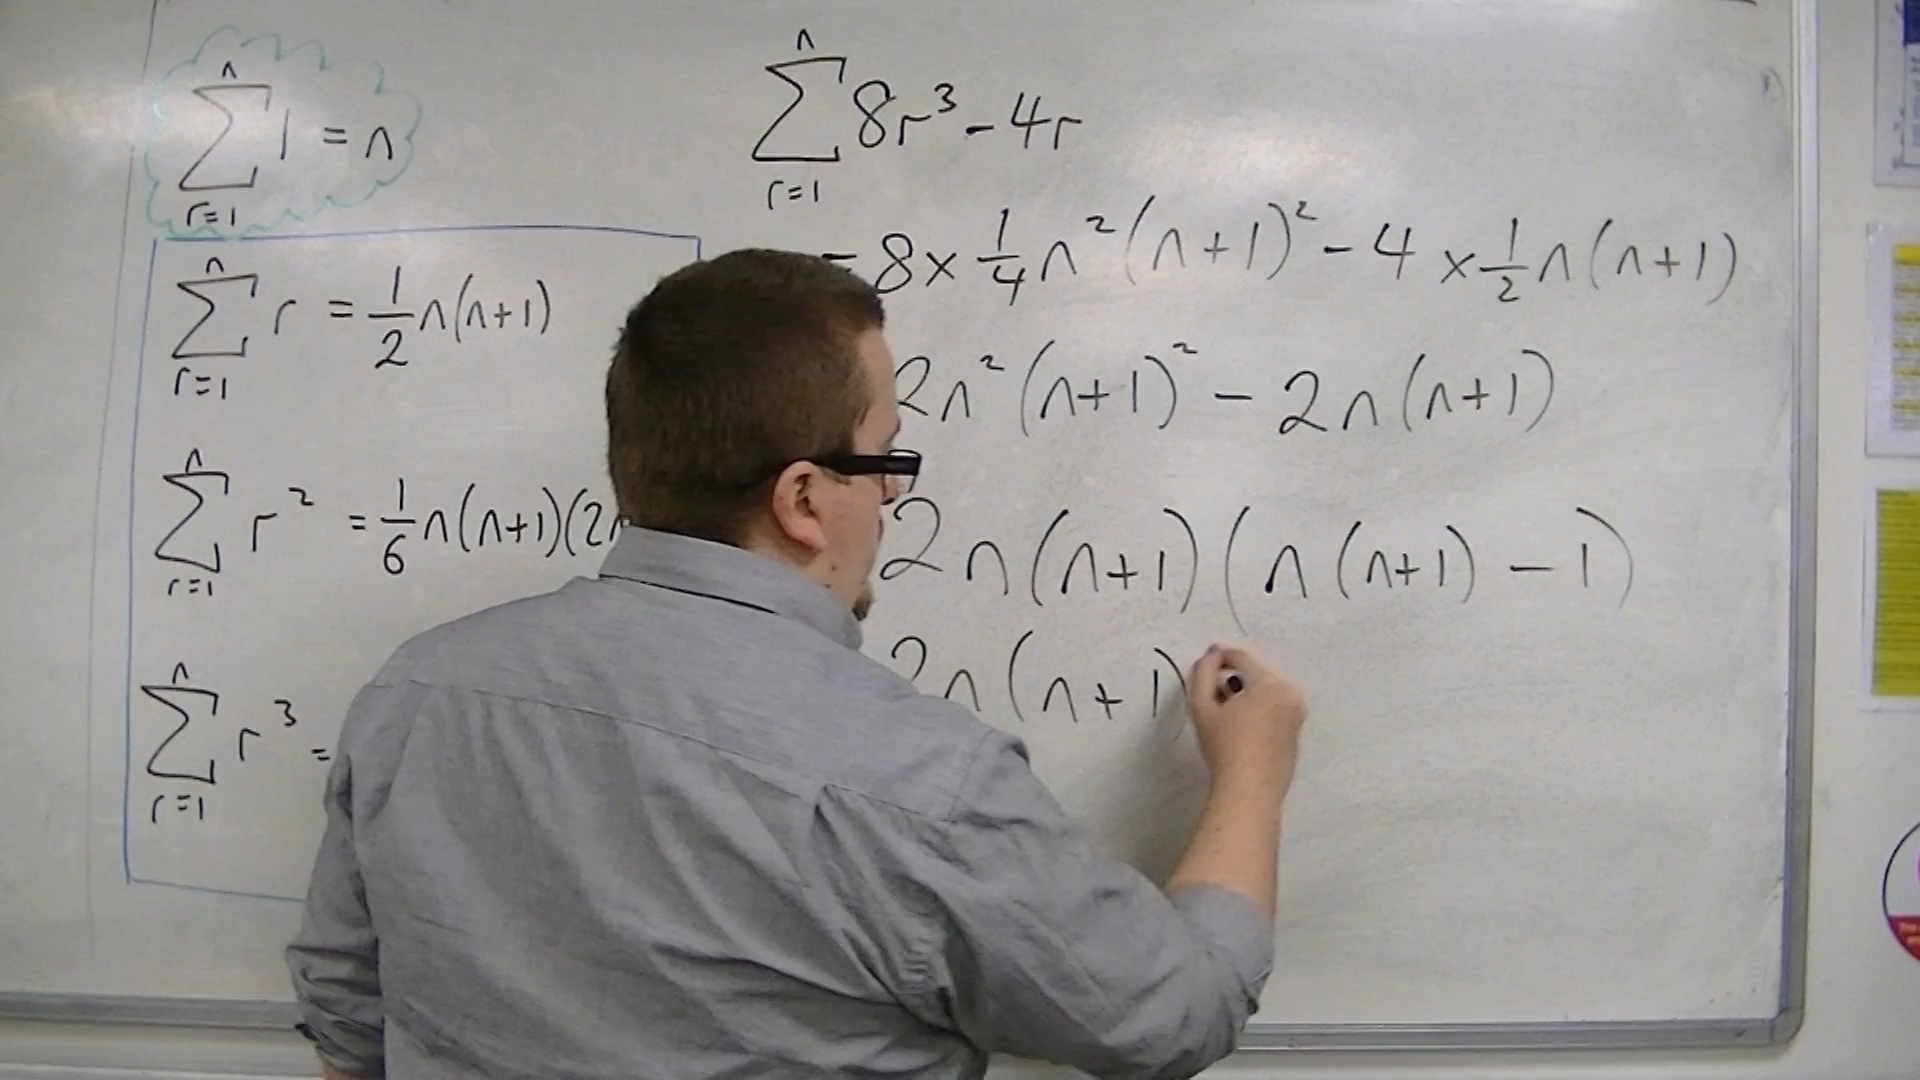 n
∑ 1 = n
r=1
n
∑ r = 1/2 n(n+1)
r=1
n
∑ r² = 1/6 n(n+1)(2n
r=1
n
∑ r³ =
r=1
n
∑ 8r³ - 4r
r=1
= 8 × 1/4 n²(n+1)² - 4 × 1/2 n(n+1)
2n²(n+1)² - 2n(n+1)
2n(n+1)(n(n+1) - 1)
2n(n+1)